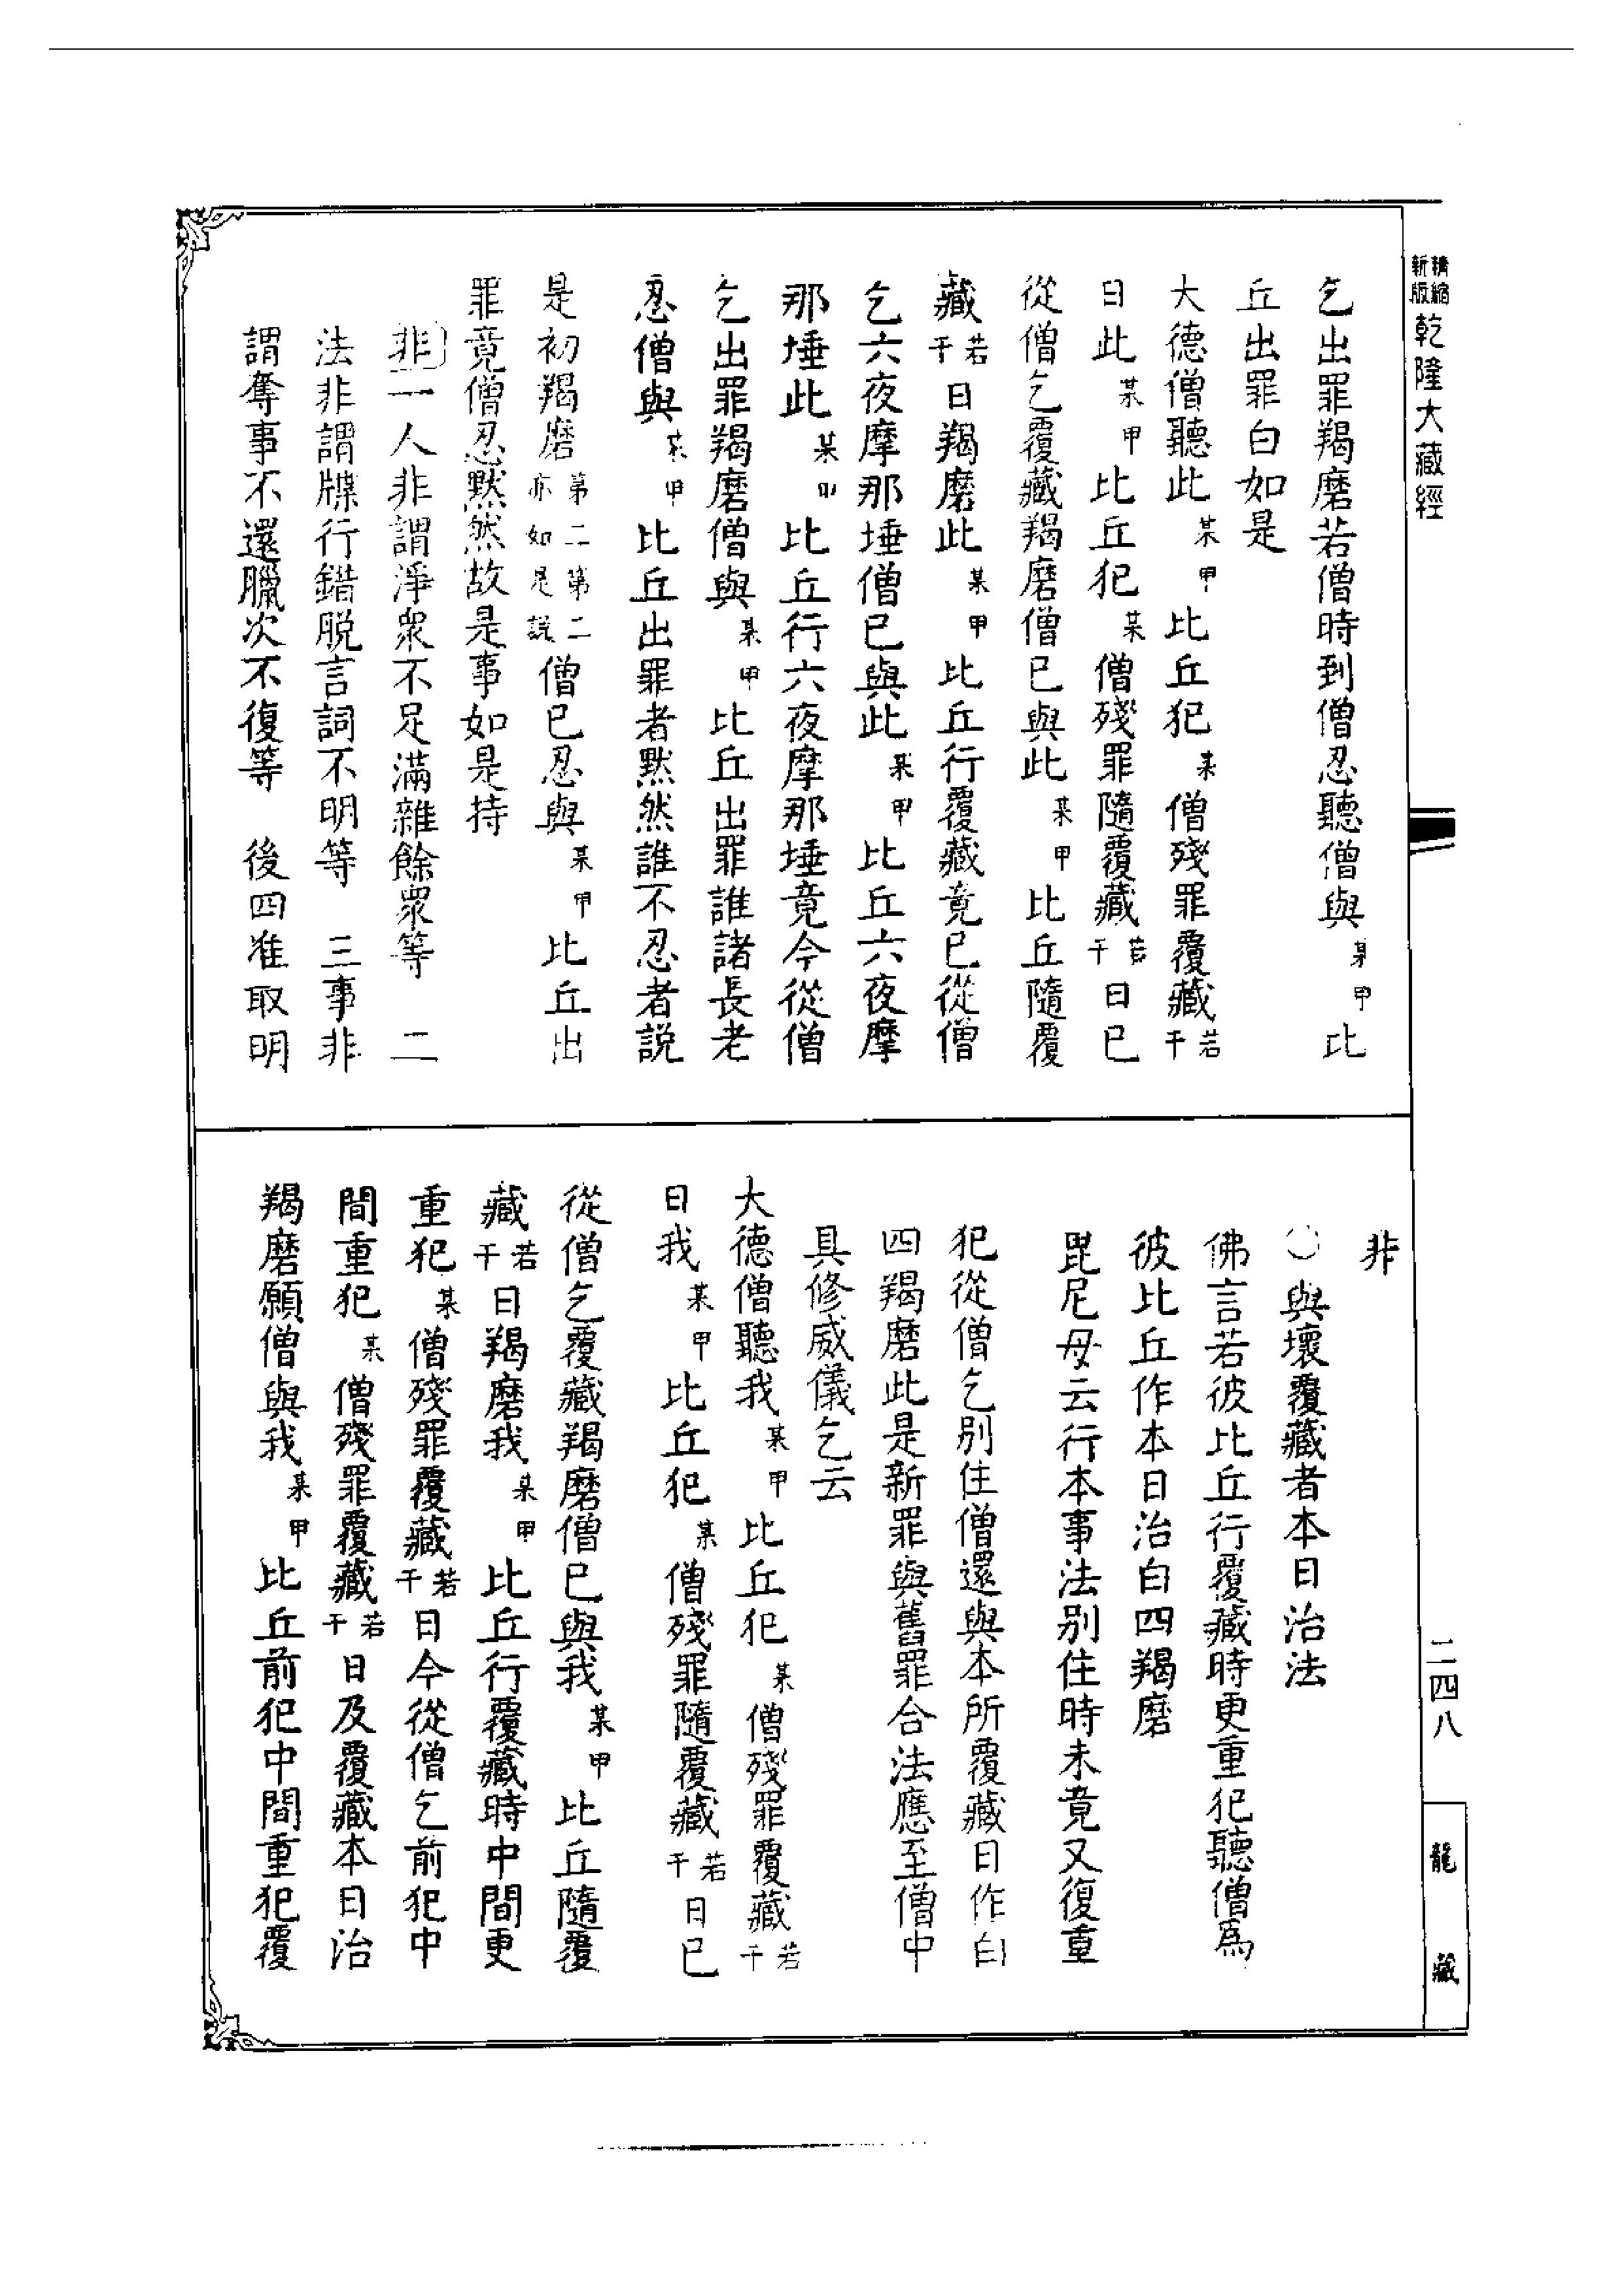 精縮新版乾隆大藏經
乞出罪羯磨若僧時到僧忍聽僧與某甲比
丘出罪白如是
大德僧聽此某甲比丘犯某僧殘罪覆藏若干
日此某甲比丘犯某僧殘罪隨覆藏若干日已
從僧乞覆藏羯磨僧已與此某甲比丘隨覆
藏若干日羯磨此某甲比丘行覆藏竟已從僧
乞六夜摩那埵僧已與此某甲比丘六夜摩
那埵此某甲比丘行六夜摩那埵竟今從僧
乞出罪羯磨僧與某甲比丘出罪誰諸長老
忍僧與某甲比丘出罪者黙然誰不忍者説
是初羯磨第二第二亦如是説僧已忍與某甲比丘出
罪竟僧忍黙然故是事如是持
非一人非謂淨衆不足滿雜餘衆等 二
法非謂牒行錯脱言詞不明等 三事非
謂奪事不還臘次不復等 後四准取明
非
〇與壞覆藏者本日治法
佛言若彼比丘行覆藏時更重犯聽僧爲
彼比丘作本日治白四羯磨
毘尼母云行本事法别住時未竟又復重
犯從僧乞别住僧還與本所覆藏日作白
四羯磨此是新罪與舊罪合法應至僧中
具修威儀乞云
大德僧聽我某甲比丘犯某僧殘罪覆藏若干
日我某甲比丘犯某僧殘罪隨覆藏若干日已
從僧乞覆藏羯磨僧已與我某甲比丘隨覆
藏若干日羯磨我某甲比丘行覆藏時中間更
重犯某僧殘罪覆藏若干日今從僧乞前犯中
間重犯某僧殘罪覆藏若干日及覆藏本日治
羯磨願僧與我某甲比丘前犯中間重犯覆
二四八
龍藏